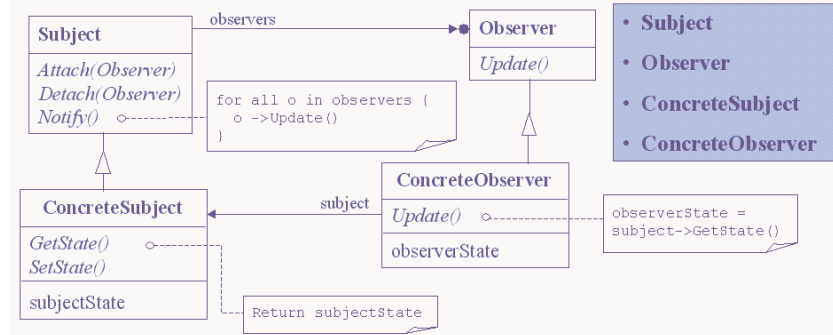 Subject
Attach(Observer)
Detach(Observer)
Notify()
observers
Observer
Update()
for all o in observers {
o ->Update()
}
ConcreteSubject
GetState()
SetState()
subjectState
Return subjectState
subject
ConcreteObserver
Update()
observerState
observerState =
subject->GetState()
• Subject
• Observer
• ConcreteSubject
• ConcreteObserver